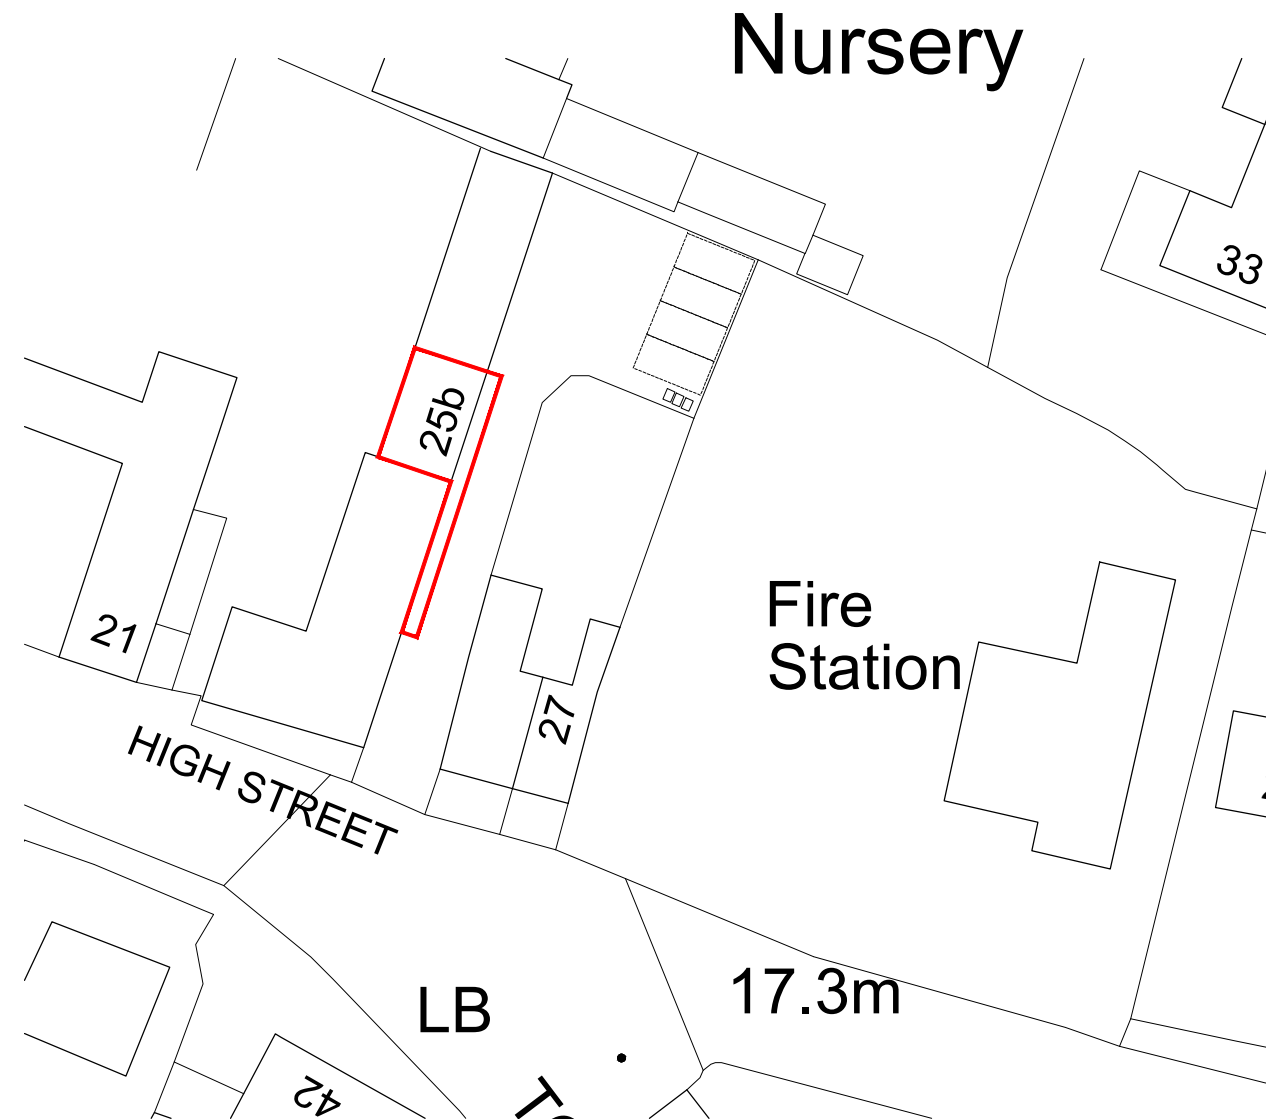 Nursery
33
25b
Fire
Station
21
27
HIGH STREET
17.3m
LB
42